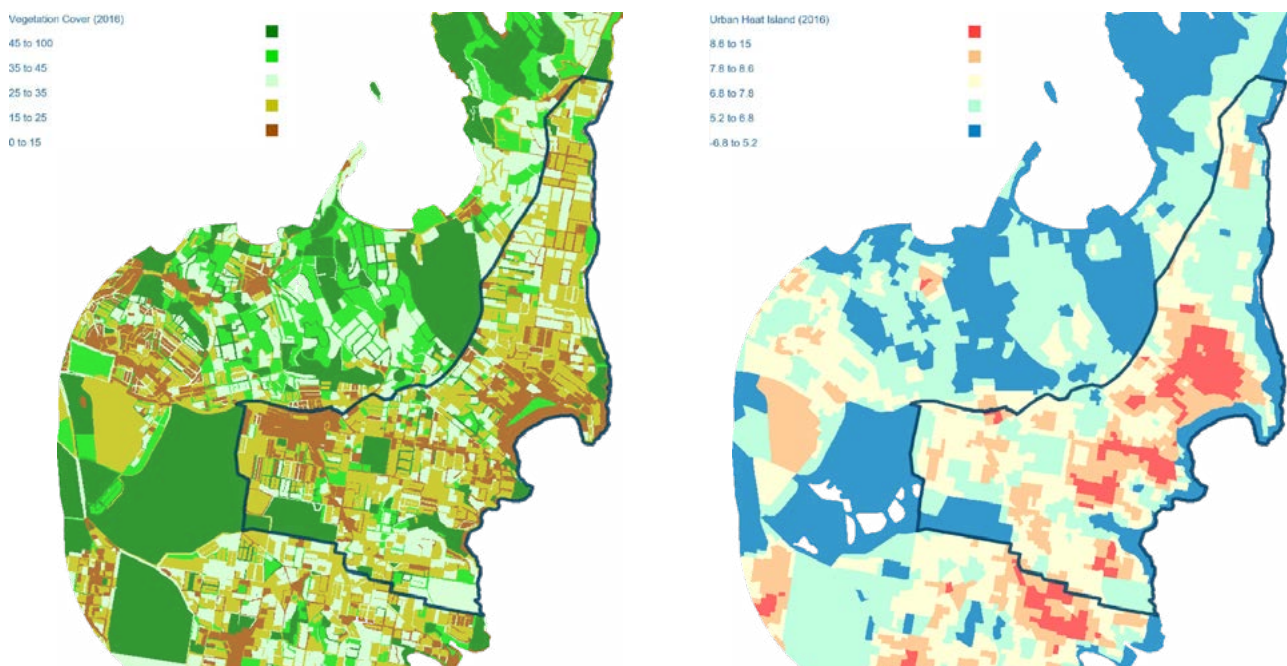 Vegetation Cover (2016)
45 to 100
35 to 45
25 to 35
15 to 25
0 to 15
Urban Heat Island (2016)
8.6 to 15
7.8 to 8.6
6.8 to 7.8
5.2 to 6.8
-6.8 to 5.2